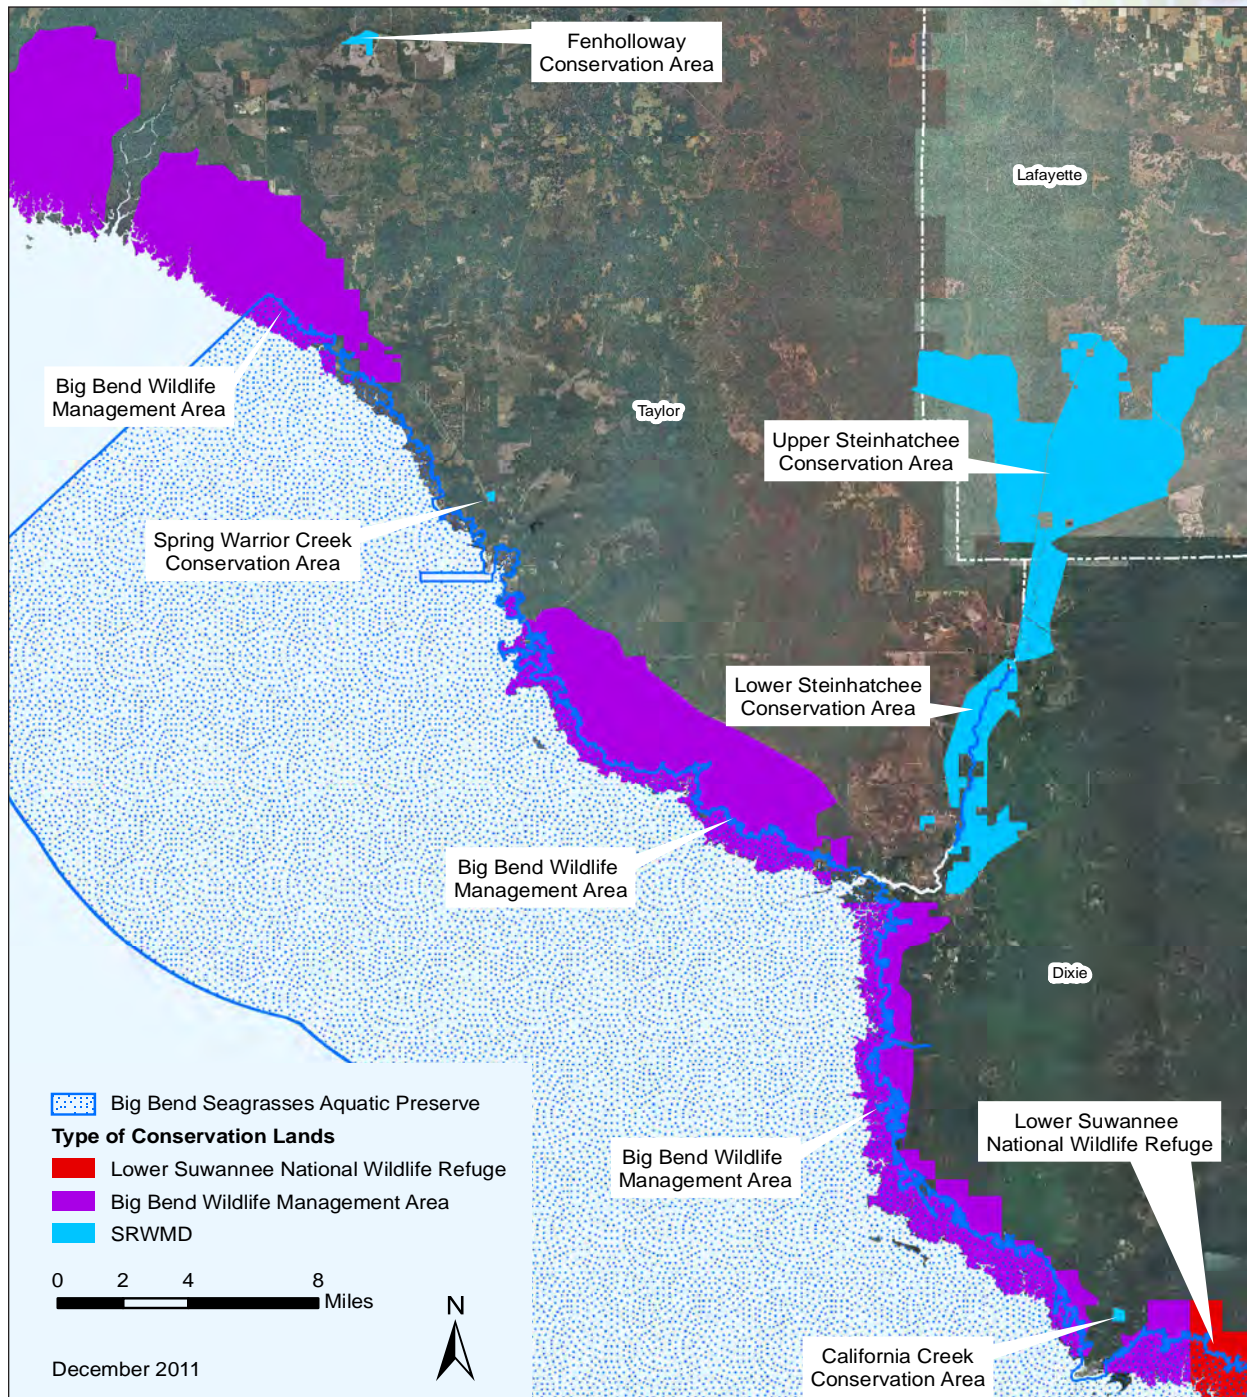 Fenholloway
Conservation Area
Lafayette
Big Bend Wildlife
Management Area
Taylor
Upper Steinhatchee
Conservation Area
Spring Warrior Creek
Conservation Area
Lower Steinhatchee
Conservation Area
Big Bend Wildlife
Management Area
Dixie
Big Bend Seagrasses Aquatic Preserve
Type of Conservation Lands
Lower Suwannee National Wildlife Refuge
Big Bend Wildlife Management Area
SRWMD
0 2 4 8
Miles
N
December 2011
Big Bend Wildlife
Management Area
Lower Suwannee
National Wildlife Refuge
California Creek
Conservation Area